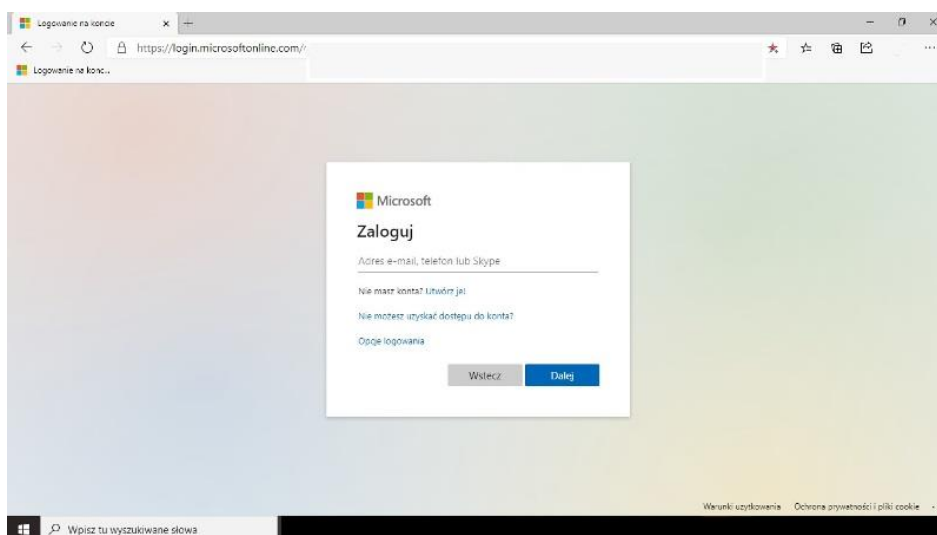 Logowanie na koncie
https://login.microsoftonline.com/
Logowanie na konc...
Microsoft
Zaloguj
Adres e-mail, telefon lub Skype
Nie masz konta? Utwórz je!
Nie możesz uzyskać dostępu do konta?
Opcje logowania
Wstecz Dalej
Warunki użytkowania Ochrona prywatności i pliki cookie
Wpisz tu wyszukiwane słowa